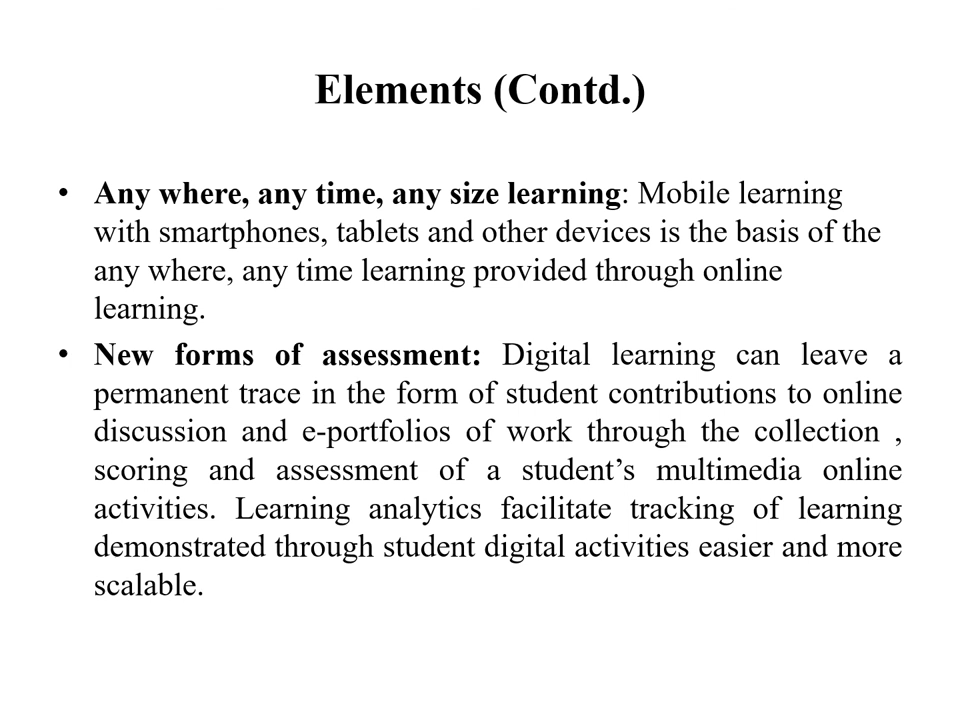 Elements (Contd.)
• Any where, any time, any size learning: Mobile learning
with smartphones, tablets and other devices is the basis of the
any where, any time learning provided through online
learning.
• New forms of assessment: Digital learning can leave a
permanent trace in the form of student contributions to online
discussion and e-portfolios of work through the collection ,
scoring and assessment of a student’s multimedia online
activities. Learning analytics facilitate tracking of learning
demonstrated through student digital activities easier and more
scalable.